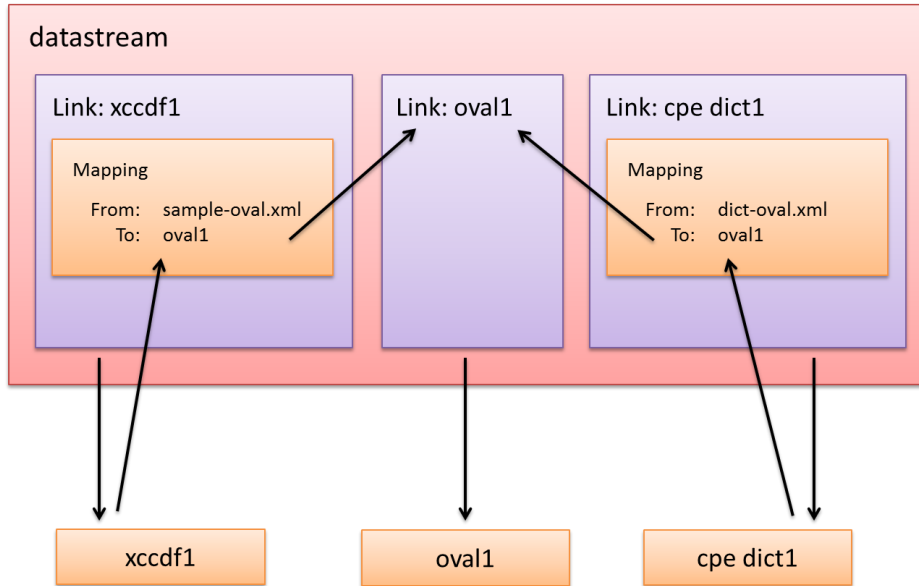 datastream
Link: xccdf1
Mapping
From: sample-oval.xml
To: oval1
Link: oval1
Link: cpe dict1
Mapping
From: dict-oval.xml
To: oval1
xccdf1
oval1
cpe dict1